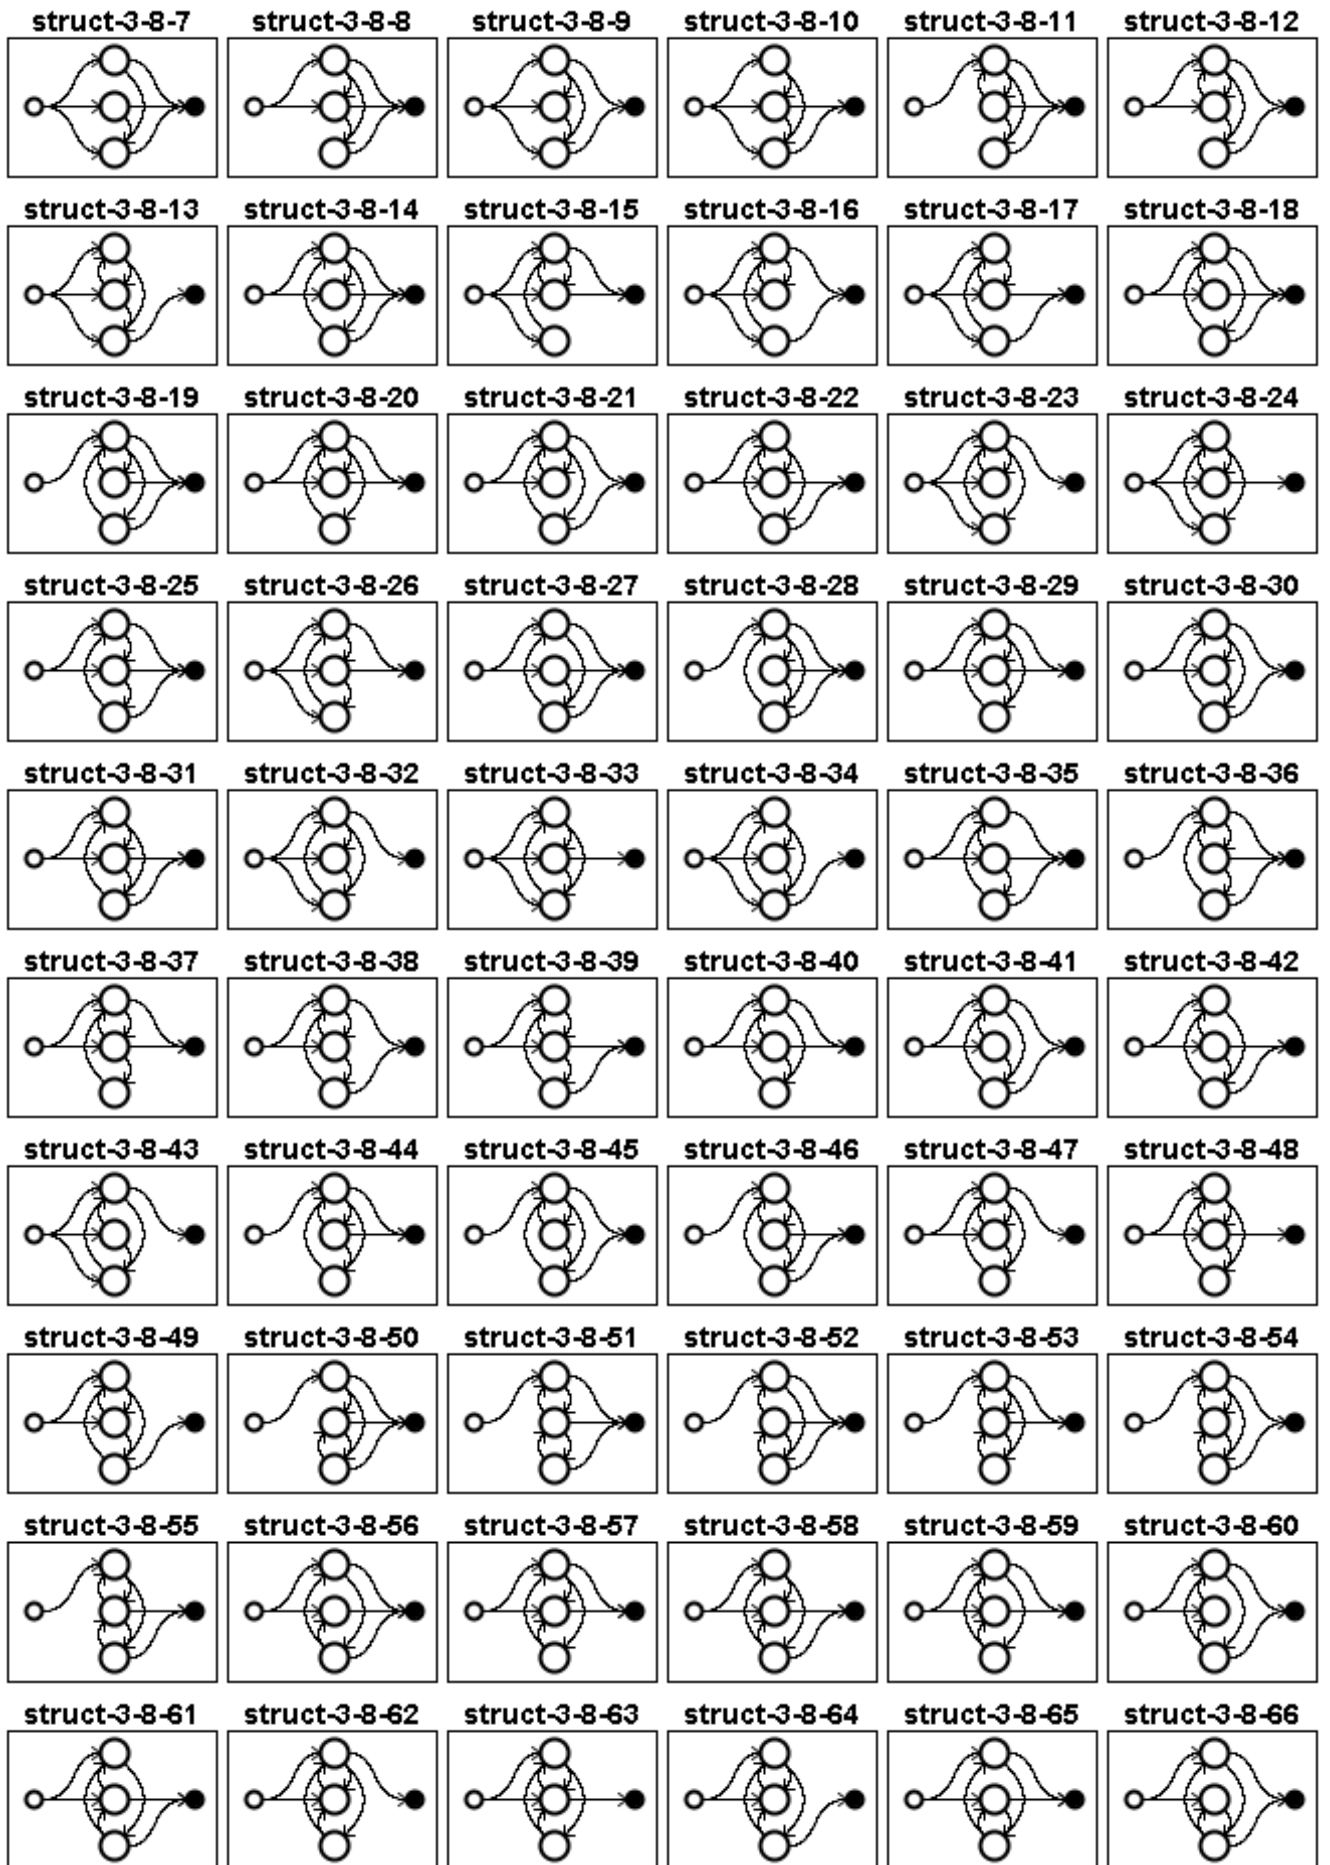 struct-3-8-7 struct-3-8-8 struct-3-8-9 struct-3-8-10 struct-3-8-11 struct-3-8-12
struct-3-8-13 struct-3-8-14 struct-3-8-15 struct-3-8-16 struct-3-8-17 struct-3-8-18
struct-3-8-19 struct-3-8-20 struct-3-8-21 struct-3-8-22 struct-3-8-23 struct-3-8-24
struct-3-8-25 struct-3-8-26 struct-3-8-27 struct-3-8-28 struct-3-8-29 struct-3-8-30
struct-3-8-31 struct-3-8-32 struct-3-8-33 struct-3-8-34 struct-3-8-35 struct-3-8-36
struct-3-8-37 struct-3-8-38 struct-3-8-39 struct-3-8-40 struct-3-8-41 struct-3-8-42
struct-3-8-43 struct-3-8-44 struct-3-8-45 struct-3-8-46 struct-3-8-47 struct-3-8-48
struct-3-8-49 struct-3-8-50 struct-3-8-51 struct-3-8-52 struct-3-8-53 struct-3-8-54
struct-3-8-55 struct-3-8-56 struct-3-8-57 struct-3-8-58 struct-3-8-59 struct-3-8-60
struct-3-8-61 struct-3-8-62 struct-3-8-63 struct-3-8-64 struct-3-8-65 struct-3-8-66